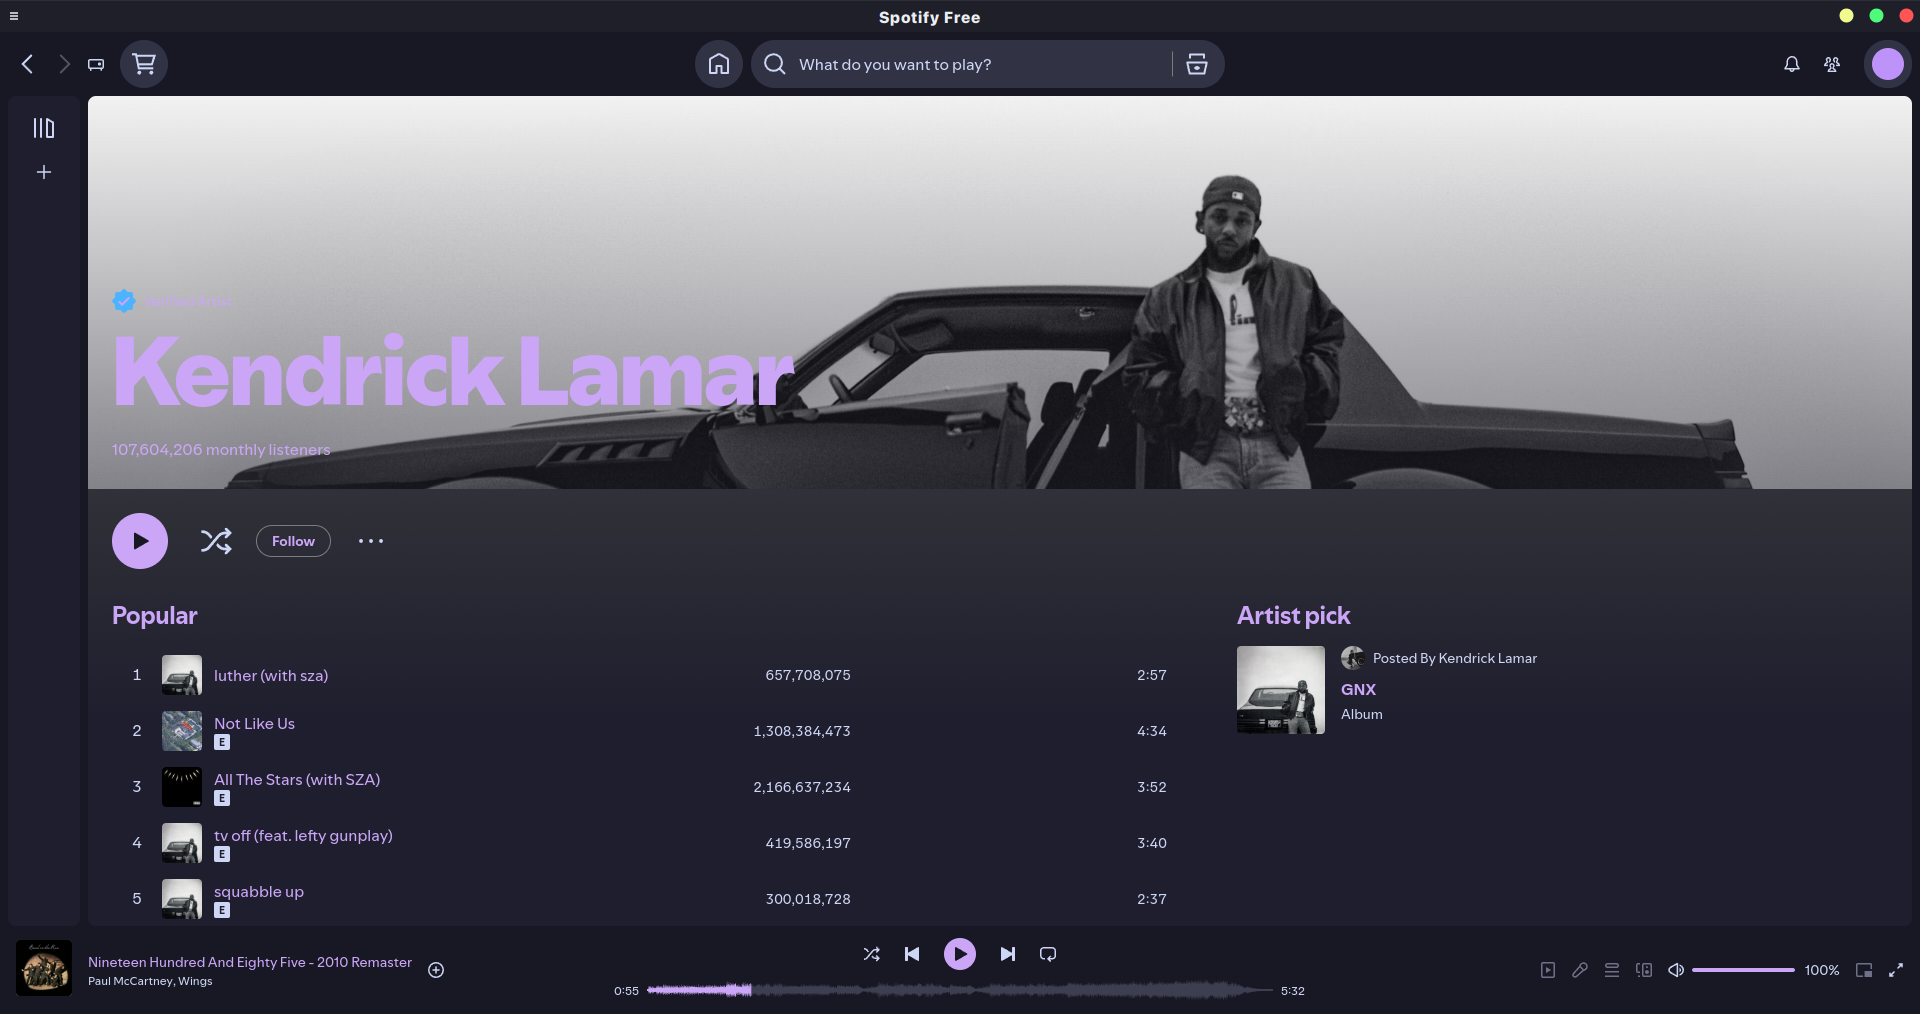 Spotify Free
What do you want to play?
Kendrick Lamar
107,604,206 monthly listeners
Follow
Popular
1 luther (with sza) 657,708,075 2:57
2 Not Like Us 1,308,384,473 4:34
E
3 All The Stars (with SZA) 2,166,637,234 3:52
E
4 tv off (feat. lefty gunplay) 419,586,197 3:40
E
5 squabble up 300,018,728 2:37
E
Artist pick
Posted By Kendrick Lamar
GNX
Album
Nineteen Hundred And Eighty Five - 2010 Remaster
Paul McCartney, Wings
0:55
5:32
100%